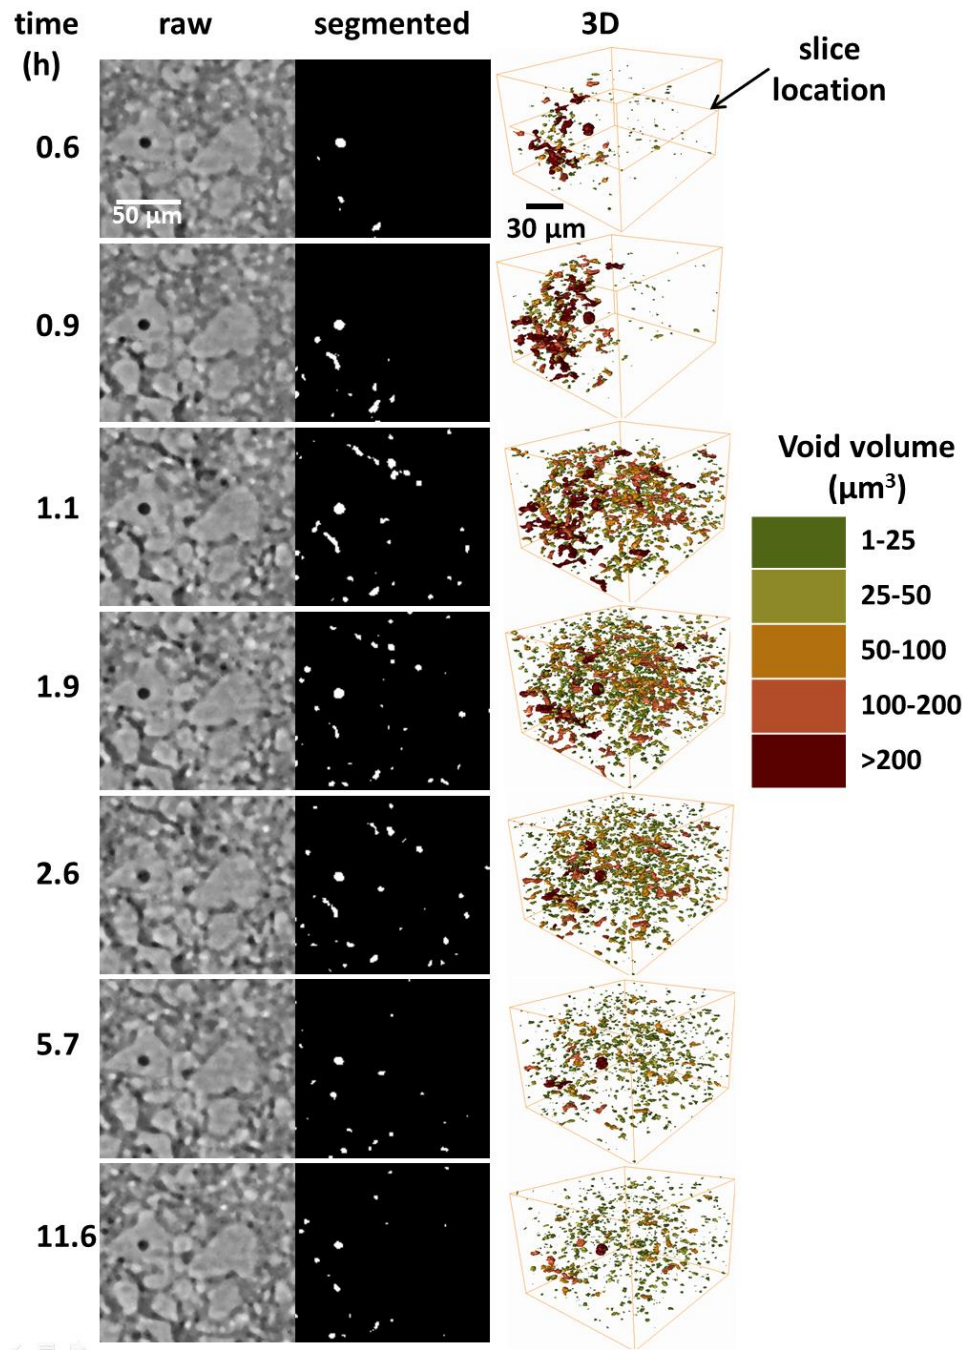 time raw segmented 3D
(h)
slice
location
0.6
50 μm
30 μm
0.9
Void volume
(μm³)
1.1
1-25
25-50
50-100
1.9
100-200
>200
2.6
5.7
11.6